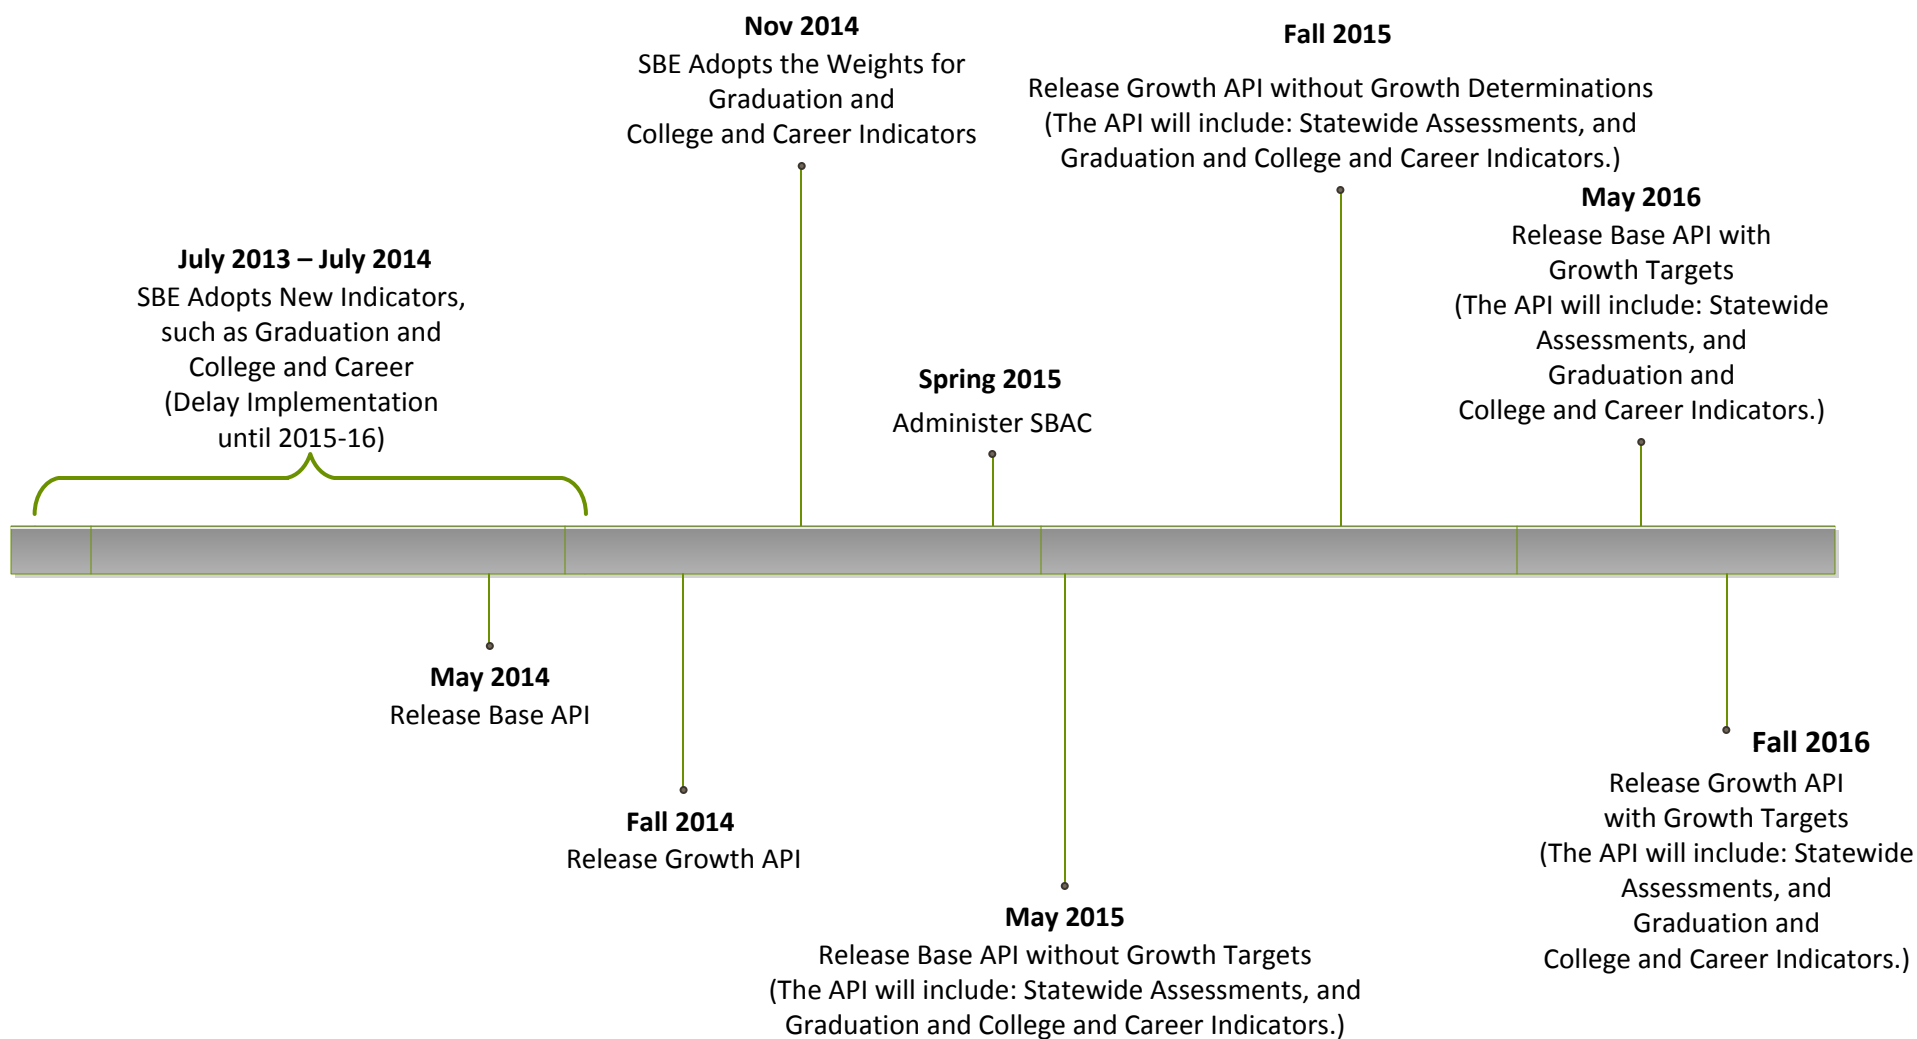 Nov 2014
SBE Adopts the Weights for
Graduation and
College and Career Indicators
Fall 2015
Release Growth API without Growth Determinations
(The API will include: Statewide Assessments, and
Graduation and College and Career Indicators.)
May 2016
Release Base API with
Growth Targets
(The API will include: Statewide
Assessments, and
Graduation and
College and Career Indicators.)
July 2013 – July 2014
SBE Adopts New Indicators,
such as Graduation and
College and Career
(Delay Implementation
until 2015-16)
Spring 2015
Administer SBAC
May 2014
Release Base API
Fall 2014
Release Growth API
May 2015
Release Base API without Growth Targets
(The API will include: Statewide Assessments, and
Graduation and College and Career Indicators.)
Fall 2016
Release Growth API
with Growth Targets
(The API will include: Statewide
Assessments, and
Graduation and
College and Career Indicators.)